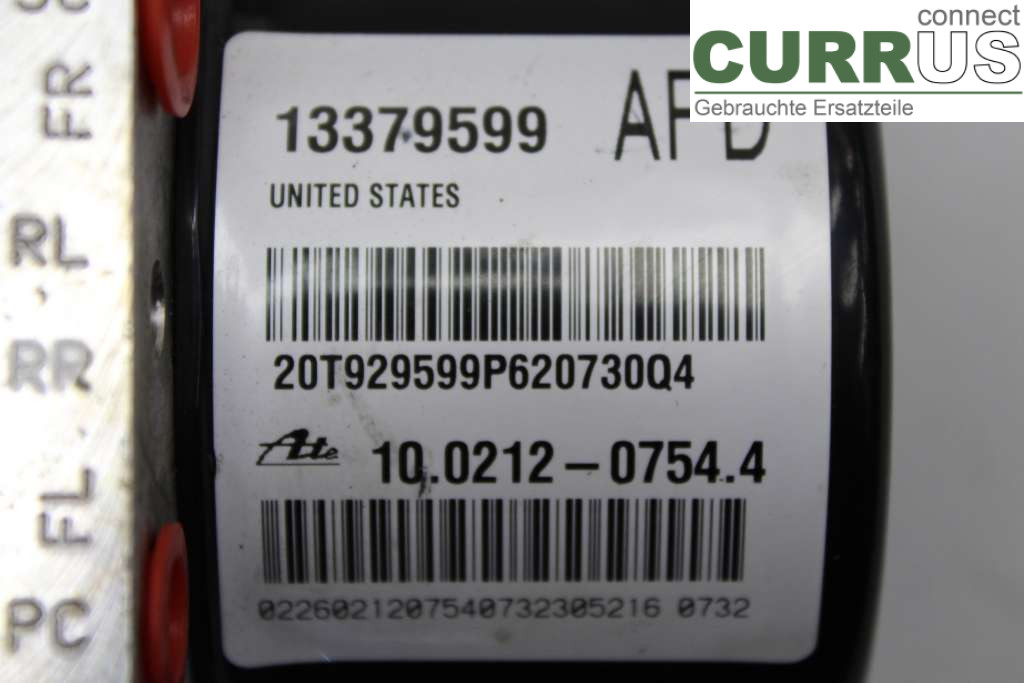 connect
CURRUS
Gebrauchte Ersatzteile
FR
RL
RR
FL
PC
13379599
UNITED STATES
20T929599P620730Q4
Ate 10.0212-0754.4
0226021207540732305216 0732